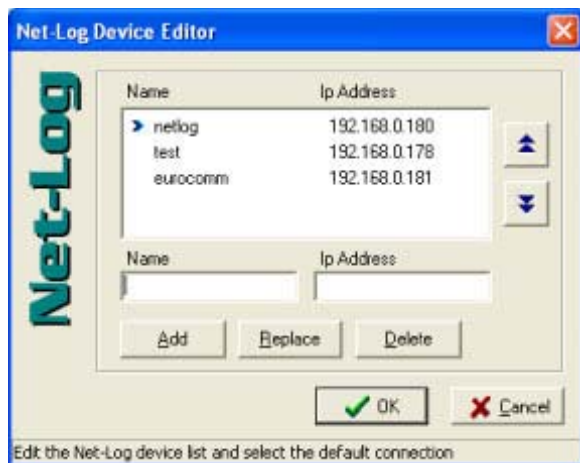 Net-Log Device Editor
Net-Log
Name Ip Address
netlog 192.168.0.180
test 192.168.0.178
eurocomm 192.168.0.181
Name Ip Address
Add Replace Delete
OK Cancel
Edit the Net-Log device list and select the default connection